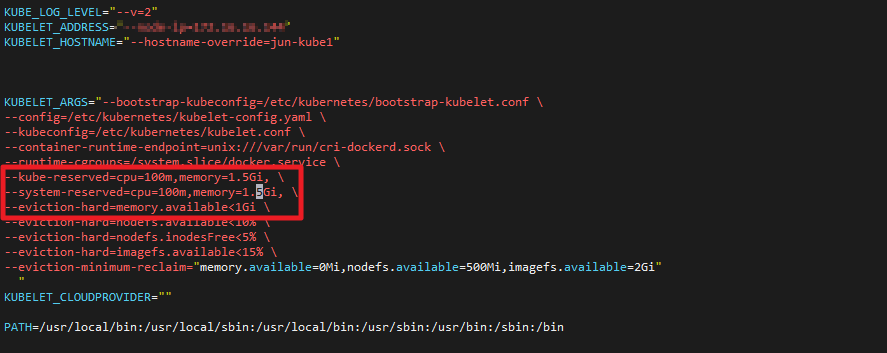 KUBE_LOG_LEVEL="--v=2"
KUBELET_ADDRESS="
KUBELET_HOSTNAME="--hostname-override=jun-kube1"
KUBELET_ARGS="--bootstrap-kubeconfig=/etc/kubernetes/bootstrap-kubelet.conf \
--config=/etc/kubernetes/kubelet-config.yaml \
--kubeconfig=/etc/kubernetes/kubelet.conf \
--container-runtime-endpoint=unix:///var/run/cri-dockerd.sock \
--runtime-cgroups=/system.slice/docker.service \
--kube-reserved=cpu=100m,memory=1.5Gi, \
--system-reserved=cpu=100m,memory=1.5Gi, \
--eviction-hard=memory.available<1Gi \
--eviction-hard=nodefs.available<10% \
--eviction-hard=nodefs.inodesFree<5% \
--eviction-hard=imagefs.available<15% \
--eviction-minimum-reclaim="memory.available=0Mi,nodefs.available=500Mi,imagefs.available=2Gi"
"
KUBELET_CLOUDPROVIDER=""
PATH=/usr/local/bin:/usr/local/sbin:/usr/local/bin:/usr/sbin:/usr/bin:/sbin:/bin